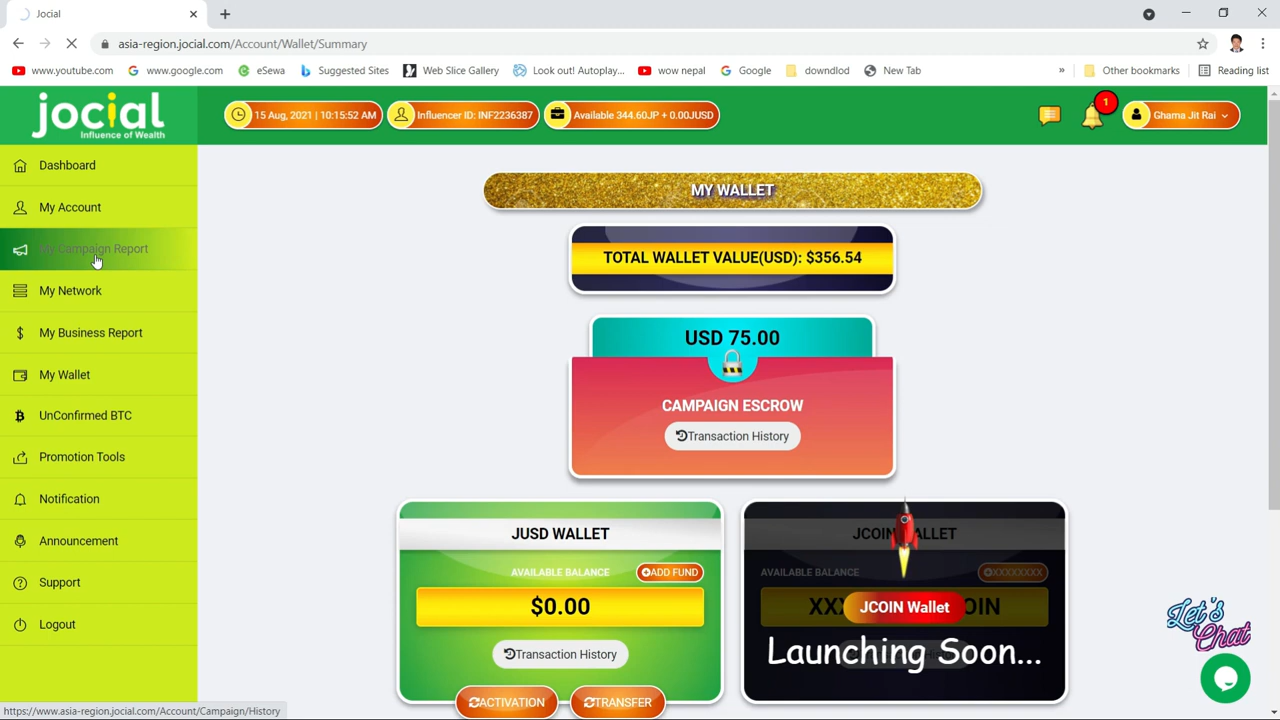 Jocial
asia-region.jocial.com/Account/Wallet/Summary
www.youtube.com www.google.com eSewa Suggested Sites Web Slice Gallery Look out! Autoplay... wow nepal Google downdlod New Tab » Other bookmarks Reading list
jocial
Influence of Wealth
15 Aug, 2021 | 10:15:52 AM Influencer ID: INF2236387 Available 344.60JP + 0.00JUSD 1 Ghama Jit Rai
Dashboard
My Account
My Campaign Report
My Network
My Business Report
My Wallet
UnConfirmed BTC
Promotion Tools
Notification
Announcement
Support
Logout
MY WALLET
TOTAL WALLET VALUE(USD): $356.54
USD 75.00
CAMPAIGN ESCROW
Transaction History
JUSD WALLET
AVAILABLE BALANCE ADD FUND
$0.00
Transaction History
ACTIVATION TRANSFER
AVAILABLE BALANCE XXXXXXXX
JCOIN Wallet
Launching Soon...
Let's
Chat
https://www.asia-region.jocial.com/Account/Campaign/History